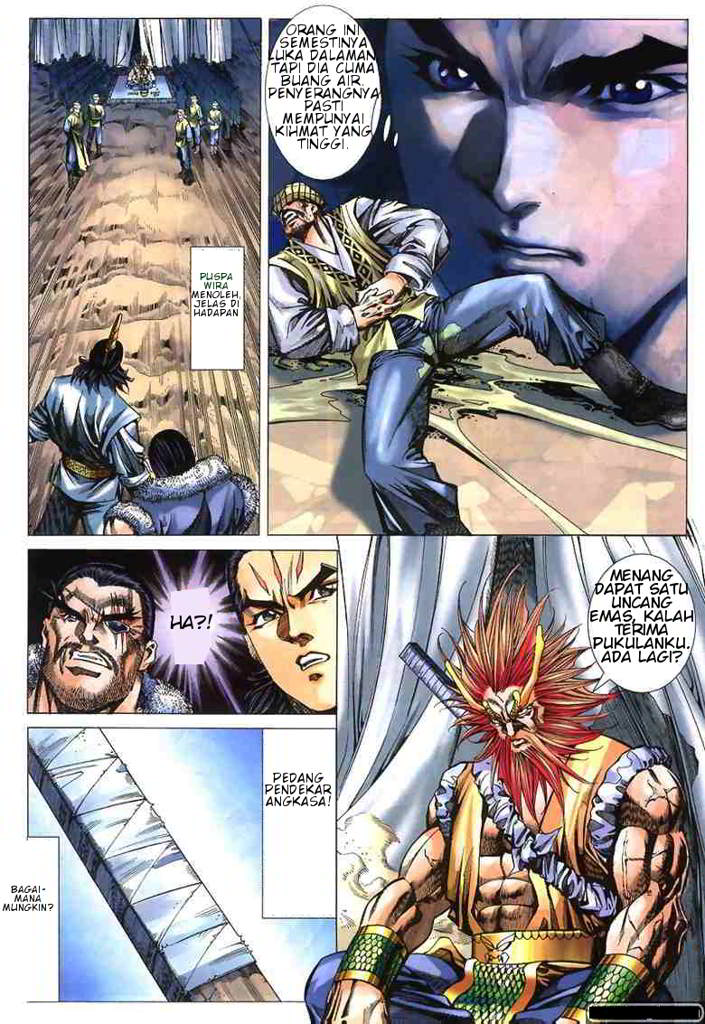 ORANG INI
SEMESTINYA
LUKA DALAMAN
TAPI DIA CUMA
BUANG AIR.
PENYERANGNYA
PASTI
MEMPUNYAI
KIHMAT YANG
TINGGI.
PUSPA
WIRA
MENOLEH,
JELAS DI
HADAPAN
HA?!
MENANG
DAPAT SATU
UNCANG
EMAS, KALAH
TERIMA
PUKULANKU.
ADA LAGI?
PEDANG
PENDEKAR
ANGKASA!
BAGAI-
MANA
MUNGKIN?